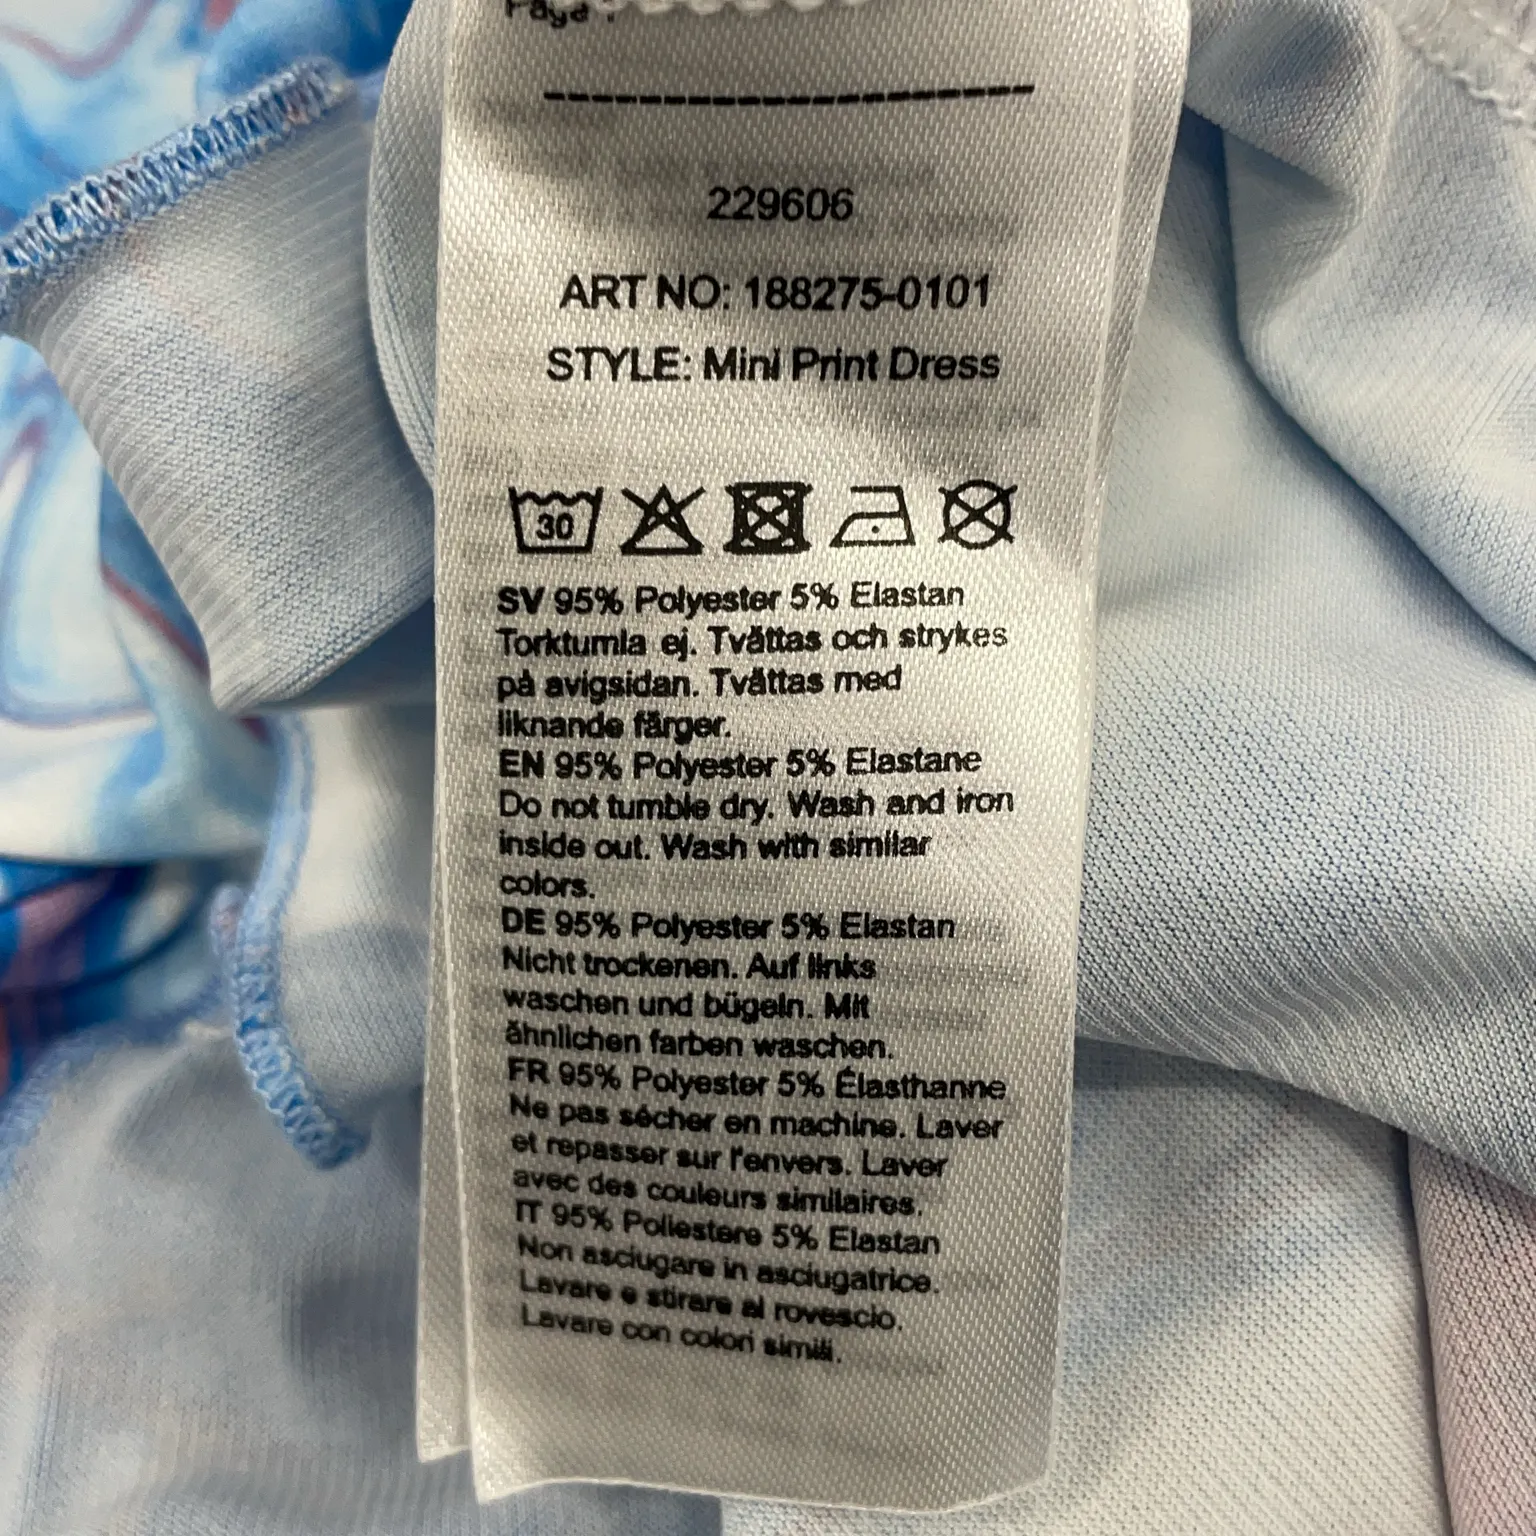 229606
ART NO: 188275-0101
STYLE: Mini Print Dress
30
SV 95% Polyester 5% Elastan
Torktumla ej. Tvättas och strykes
på avigsidan. Tvättas med
liknande färger.
EN 95% Polyester 5% Elastane
Do not tumble dry. Wash and iron
inside out. Wash with similar
colors.
DE 95% Polyester 5% Elastan
Nicht trockenen. Auf links
waschen und bügeln. Mit
ähnlichen farben waschen.
FR 95% Polyester 5% Élasthanne
Ne pas sécher en machine. Laver
et repasser sur l'envers. Laver
avec des couleurs similaires.
IT 95% Poliestere 5% Elastan
Non asciugare in asciugatrice.
Lavare e stirare al rovescio.
Lavare con colori simili.